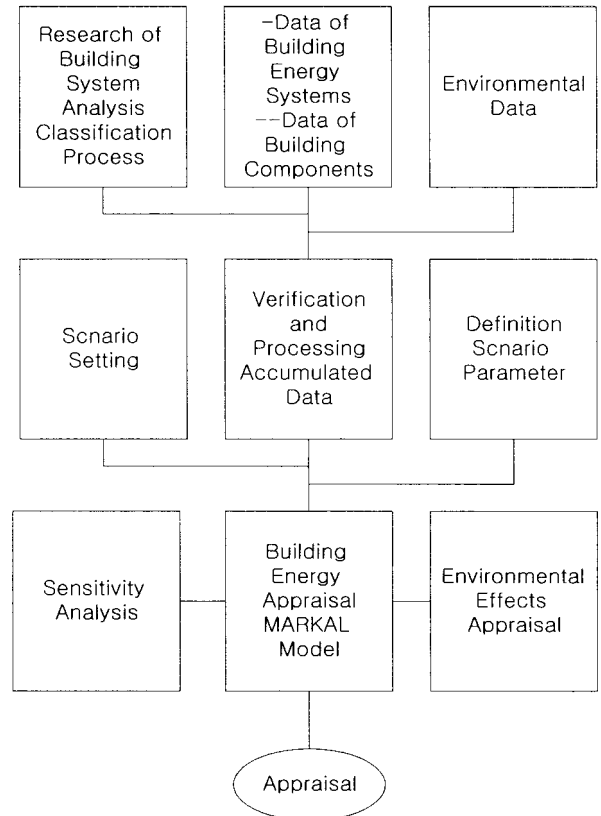 Research of
Building
System
Analysis
Classification
Process
-Data of
Building
Energy
Systems
--Data of
Building
Components
Environmental
Data
Scnario
Setting
Verification
and
Processing
Accumulated
Data
Definition
Scnario
Parameter
Sensitivity
Analysis
Building
Energy
Appraisal
MARKAL
Model
Environmental
Effects
Appraisal
Appraisal